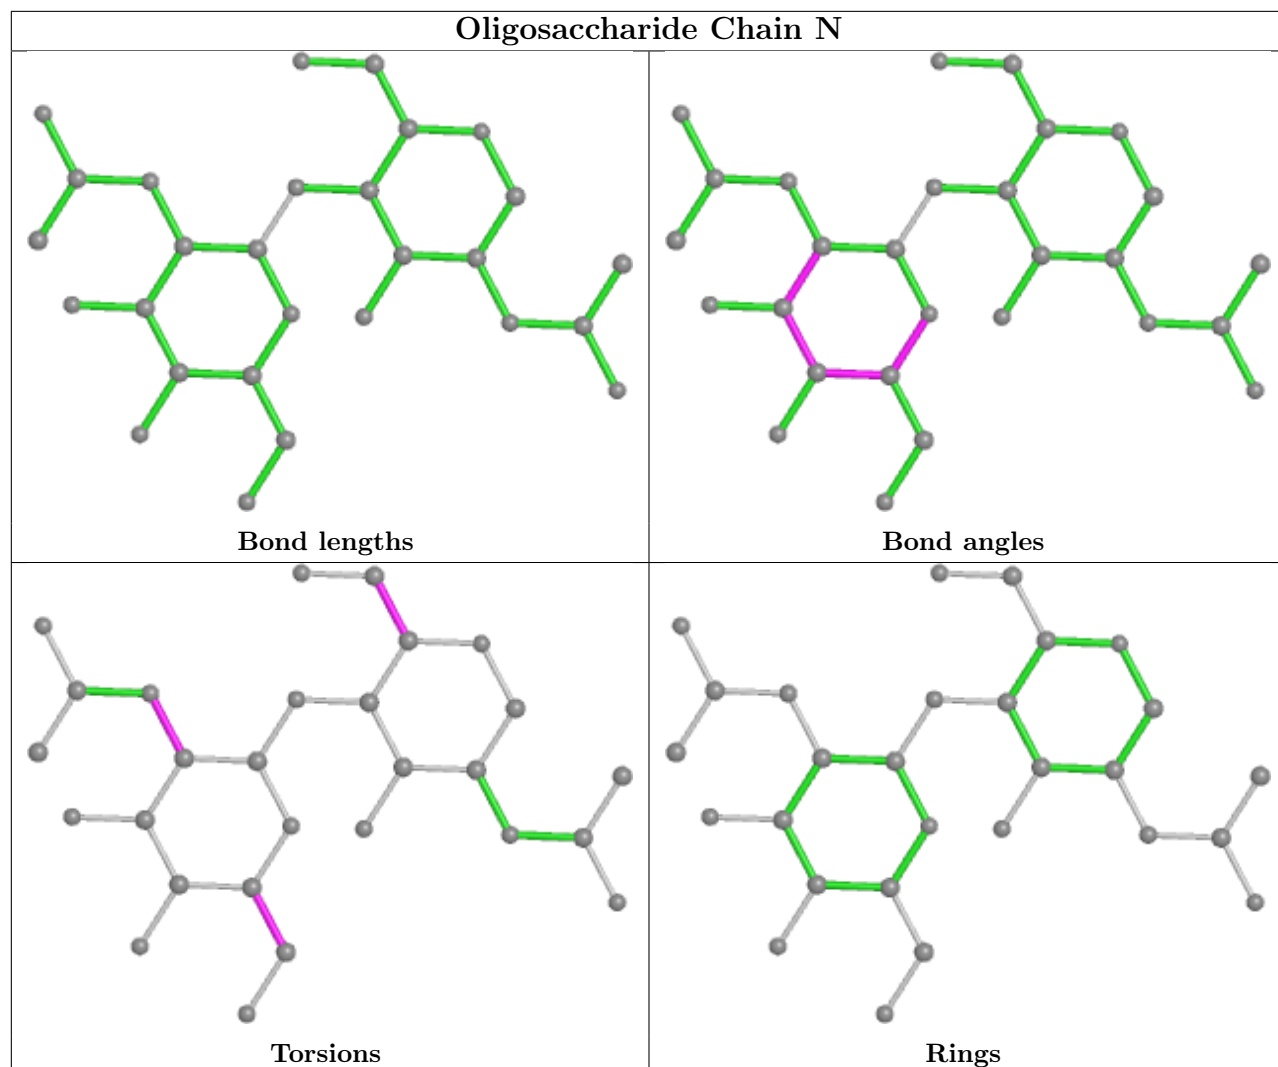 Oligosaccharide Chain N
Bond lengths
Bond angles
Torsions
Rings